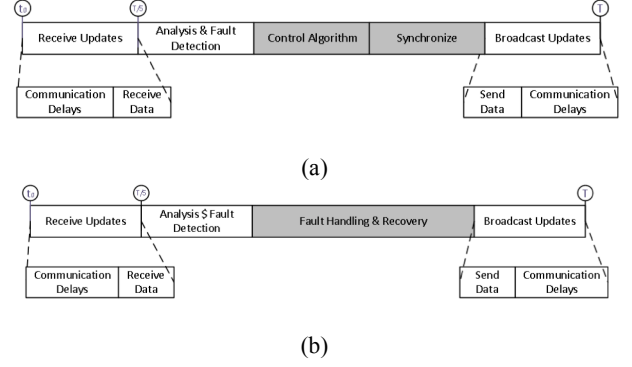 t₀ T/S T
Receive Updates Analysis & Fault Detection Control Algorithm Synchronize Broadcast Updates
Communication Delays Receive Data Send Data Communication Delays
(a)
t₀ T/S T
Receive Updates Analysis $ Fault Detection Fault Handling & Recovery Broadcast Updates
Communication Delays Receive Data Send Data Communication Delays
(b)